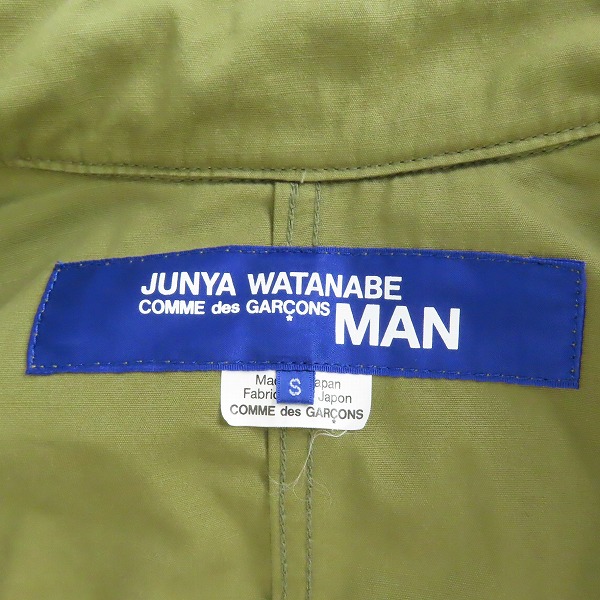 JUNYA WATANABE
COMME des GARÇONS MAN
S
Japan
Japon
COMME des GARÇONS